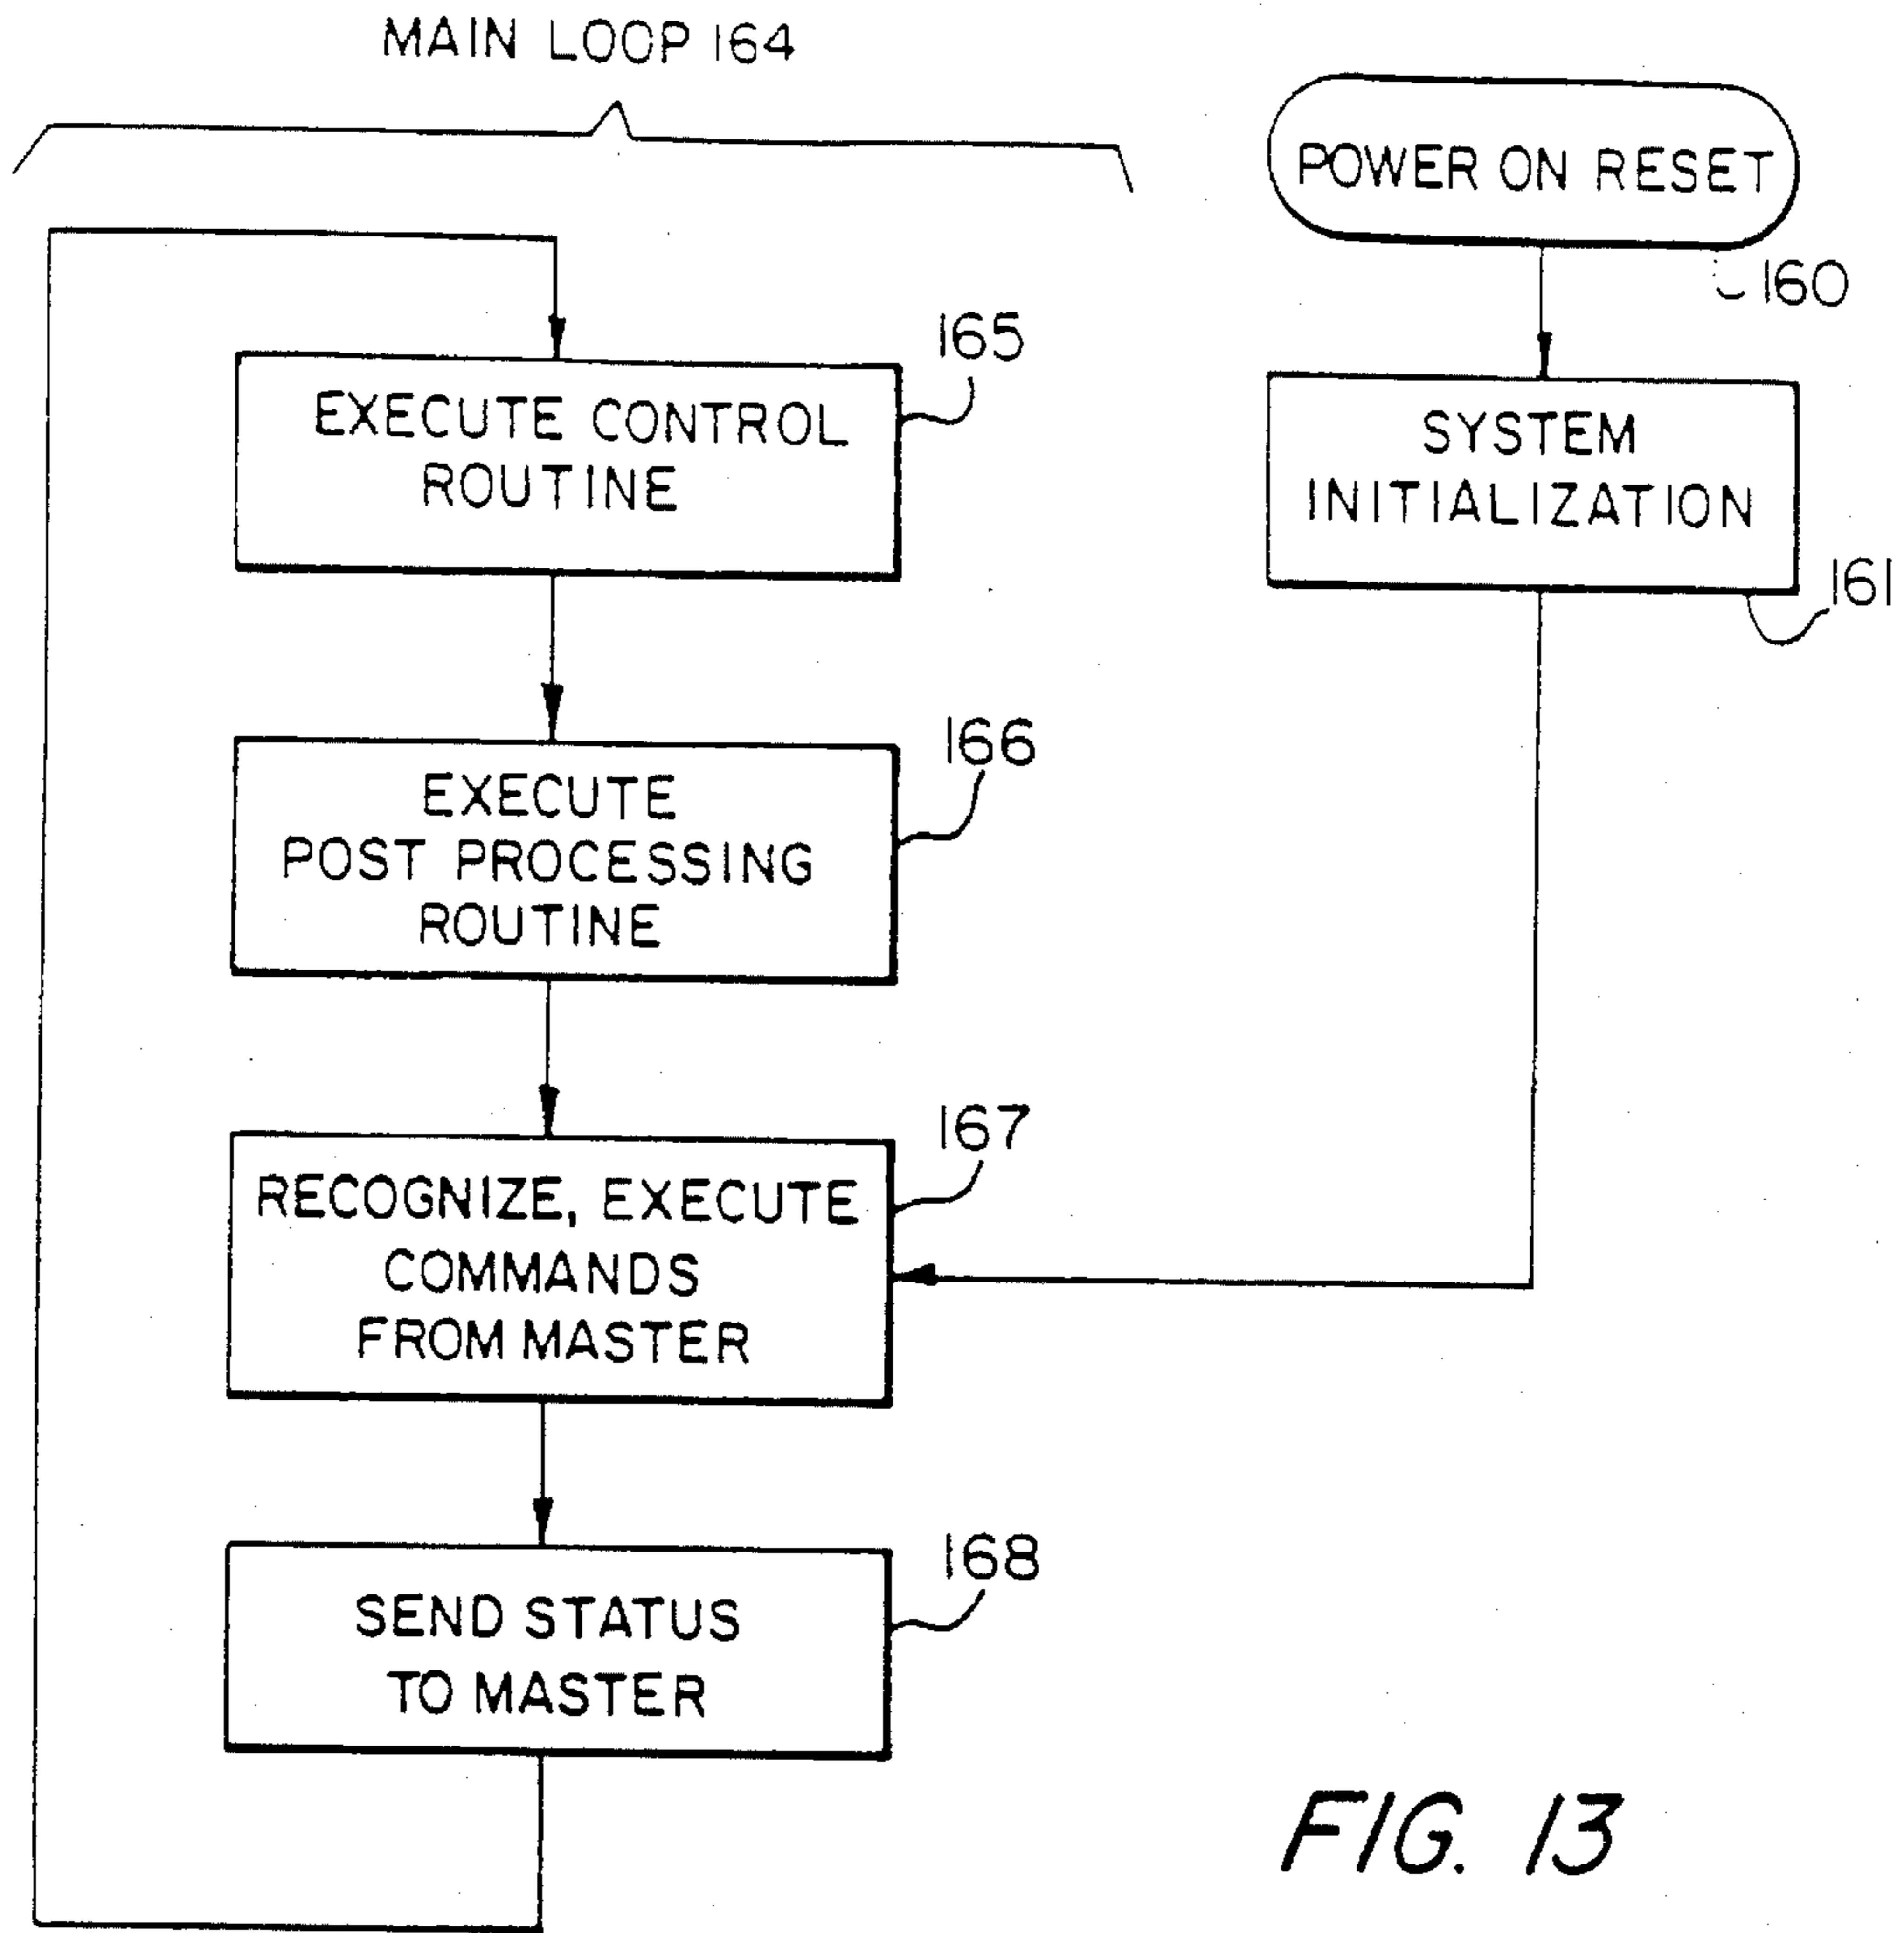 MAIN LOOP 164
POWER ON RESET
160
165
EXECUTE CONTROL
ROUTINE
SYSTEM
INITIALIZATION
161
166
EXECUTE
POST PROCESSING
ROUTINE
167
RECOGNIZE, EXECUTE
COMMANDS
FROM MASTER
168
SEND STATUS
TO MASTER
FIG. 13